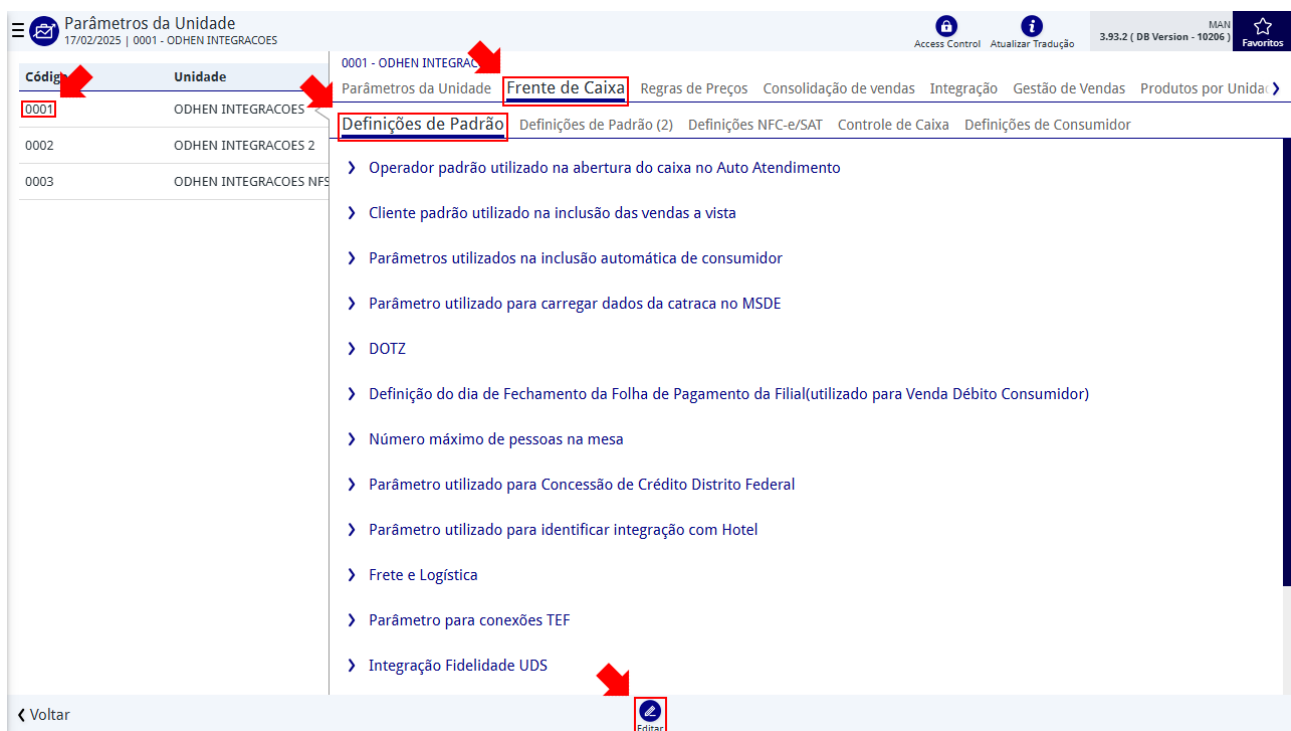 Parâmetros da Unidade
17/02/2025 | 0001 - ODHEN INTEGRACOES
Access Control
Atualizar Tradução
MAN
3.93.2 ( DB Version - 10206 )
Favoritos
Unidade
0001 ODHEN INTEGRACOES
0002 ODHEN INTEGRACOES 2
0003 ODHEN INTEGRACOES NFS
0001 - ODHEN
Parâmetros da Unidade Frente de Caixa Regras de Preços Consolidação de vendas Integração Gestão de Vendas Produtos por
Definições de Padrão Definições de Padrão (2) Definições NFC-e/SAT Controle de Caixa Definições de Consumidor
Operador padrão utilizado na abertura do caixa no Auto Atendimento
Cliente padrão utilizado na inclusão das vendas a vista
Parâmetros utilizados na inclusão automática de consumidor
Parâmetro utilizado para carregar dados da catraca no MSDE
DOTZ
Definição do dia de Fechamento da Folha de Pagamento da Filial(utilizado para Venda Débito Consumidor)
Número máximo de pessoas na mesa
Parâmetro utilizado para Concessão de Crédito Distrito Federal
Parâmetro utilizado para identificar integração com Hotel
Frete e Logística
Parâmetro para conexões TEF
Integração Fidelidade UDS
Voltar
Editar